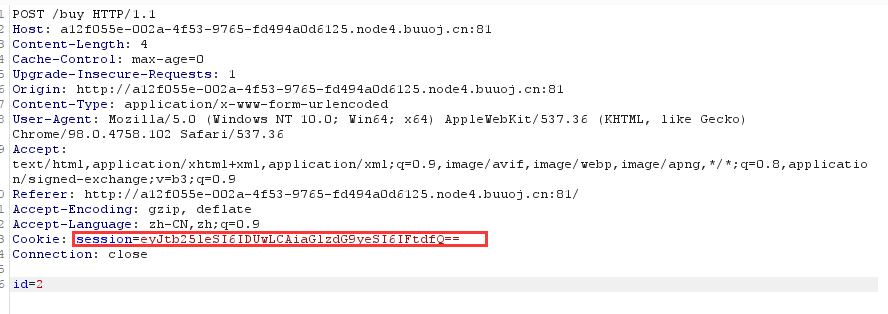 POST /buy HTTP/1.1
Host: a12f055e-002a-4f53-9765-fd494a0d6125.node4.buuoj.cn:81
Content-Length: 4
Cache-Control: max-age=0
Upgrade-Insecure-Requests: 1
Origin: http://a12f055e-002a-4f53-9765-fd494a0d6125.node4.buuoj.cn:81
Content-Type: application/x-www-form-urlencoded
User-Agent: Mozilla/5.0 (Windows NT 10.0; Win64; x64) AppleWebKit/537.36 (KHTML, like Gecko)
Chrome/98.0.4758.102 Safari/537.36
Accept:
text/html,application/xhtml+xml,application/xml;q=0.9,image/avif,image/webp,image/apng,*/*;q=0.8,applicatio
n/signed-exchange;v=b3;q=0.9
Referer: http://a12f055e-002a-4f53-9765-fd494a0d6125.node4.buuoj.cn:81/
Accept-Encoding: gzip, deflate
Accept-Language: zh-CN,zh;q=0.9
Cookie: session=eyJtb25leSI6IDUwLCAiaGlzdG9yeSI6IFtdfQ==
Connection: close
id=2